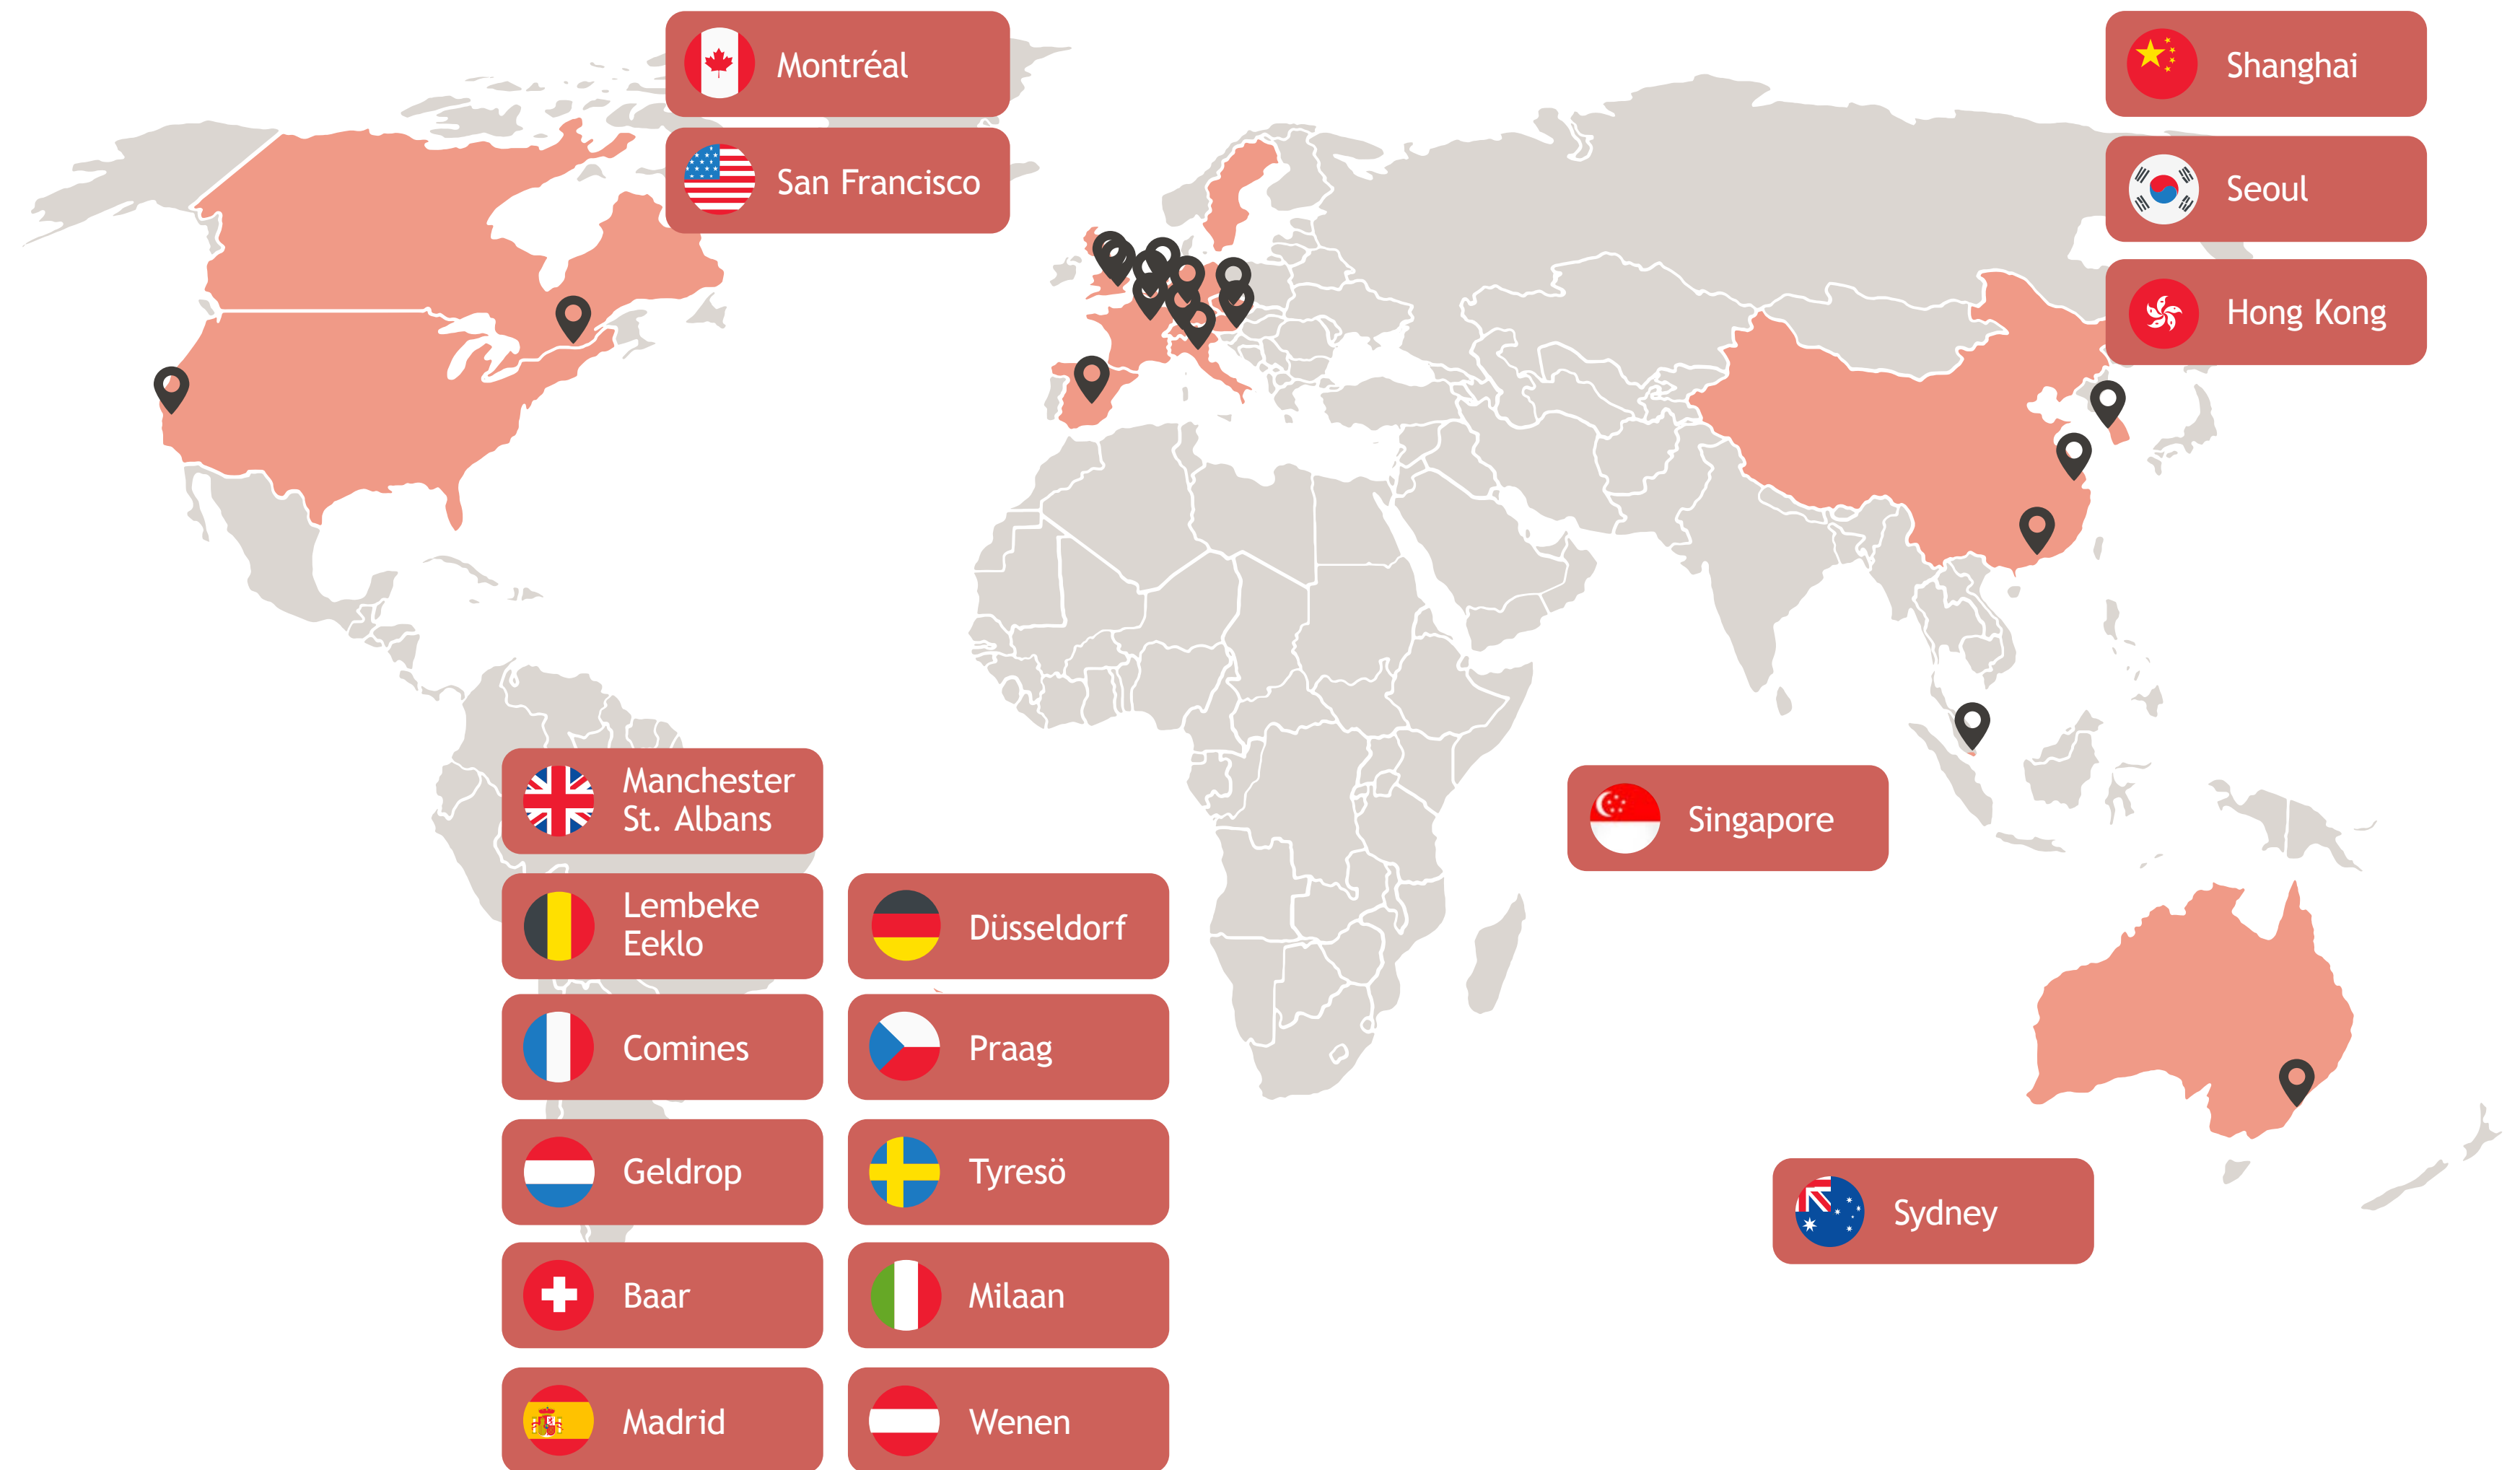 Montréal
San Francisco
Shanghai
Seoul
Hong Kong
Manchester
St. Albans
Lembeke
Eeklo
Comines
Geldrop
Baar
Madrid
Düsseldorf
Praag
Tyresö
Milaan
Wenen
Singapore
Sydney